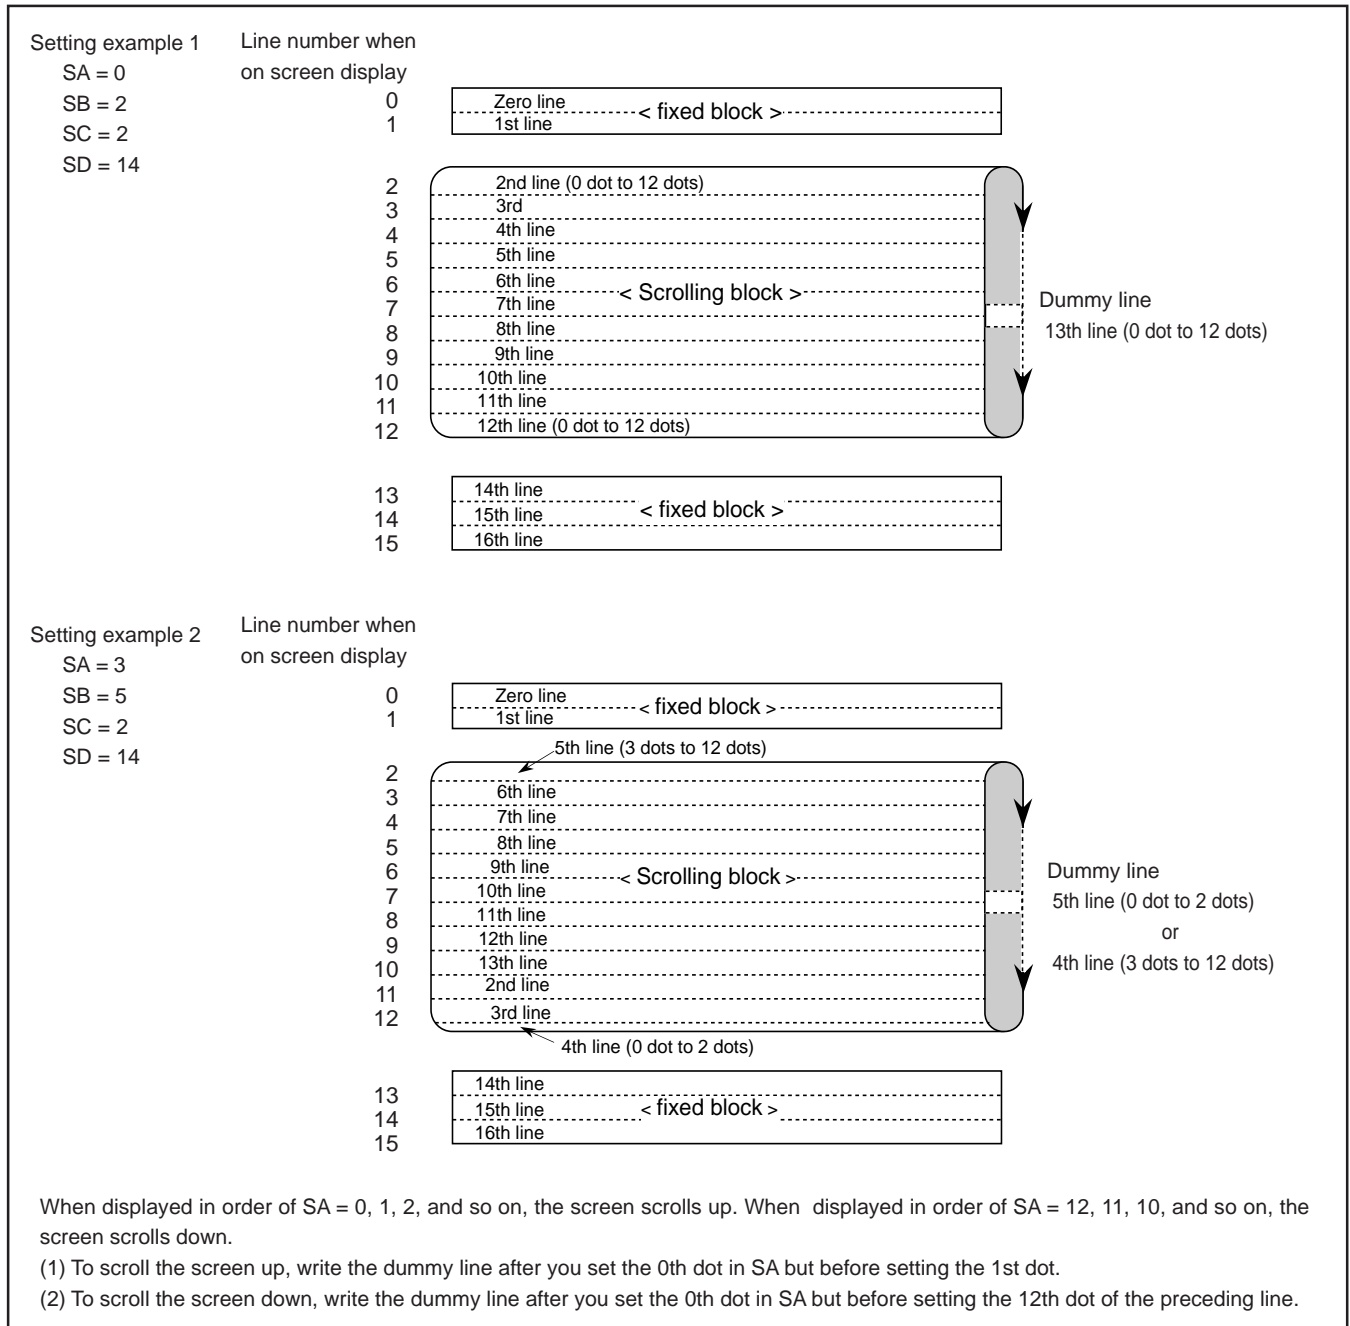 Setting example 1
SA = 0
SB = 2
SC = 2
SD = 14
Line number when
on screen display
0 Zero line
< fixed block >
1 1st line
2 2nd line (0 dot to 12 dots)
3 3rd
4 4th line
5 5th line
6 6th line
< Scrolling block >
7 7th line
8 8th line
9 9th line
10 10th line
11 11th line
12 12th line (0 dot to 12 dots)
Dummy line
13th line (0 dot to 12 dots)
13 14th line
< fixed block >
14 15th line
15 16th line
Setting example 2
SA = 3
SB = 5
SC = 2
SD = 14
Line number when
on screen display
0 Zero line
< fixed block >
1 1st line
5th line (3 dots to 12 dots)
2
3 6th line
4 7th line
5 8th line
6 9th line
< Scrolling block >
7 10th line
8 11th line
9 12th line
10 13th line
11 2nd line
12 3rd line
4th line (0 dot to 2 dots)
Dummy line
5th line (0 dot to 2 dots)
or
4th line (3 dots to 12 dots)
13 14th line
< fixed block >
14 15th line
15 16th line
When displayed in order of SA = 0, 1, 2, and so on, the screen scrolls up. When displayed in order of SA = 12, 11, 10, and so on, the
screen scrolls down.
(1) To scroll the screen up, write the dummy line after you set the 0th dot in SA but before setting the 1st dot.
(2) To scroll the screen down, write the dummy line after you set the 0th dot in SA but before setting the 12th dot of the preceding line.